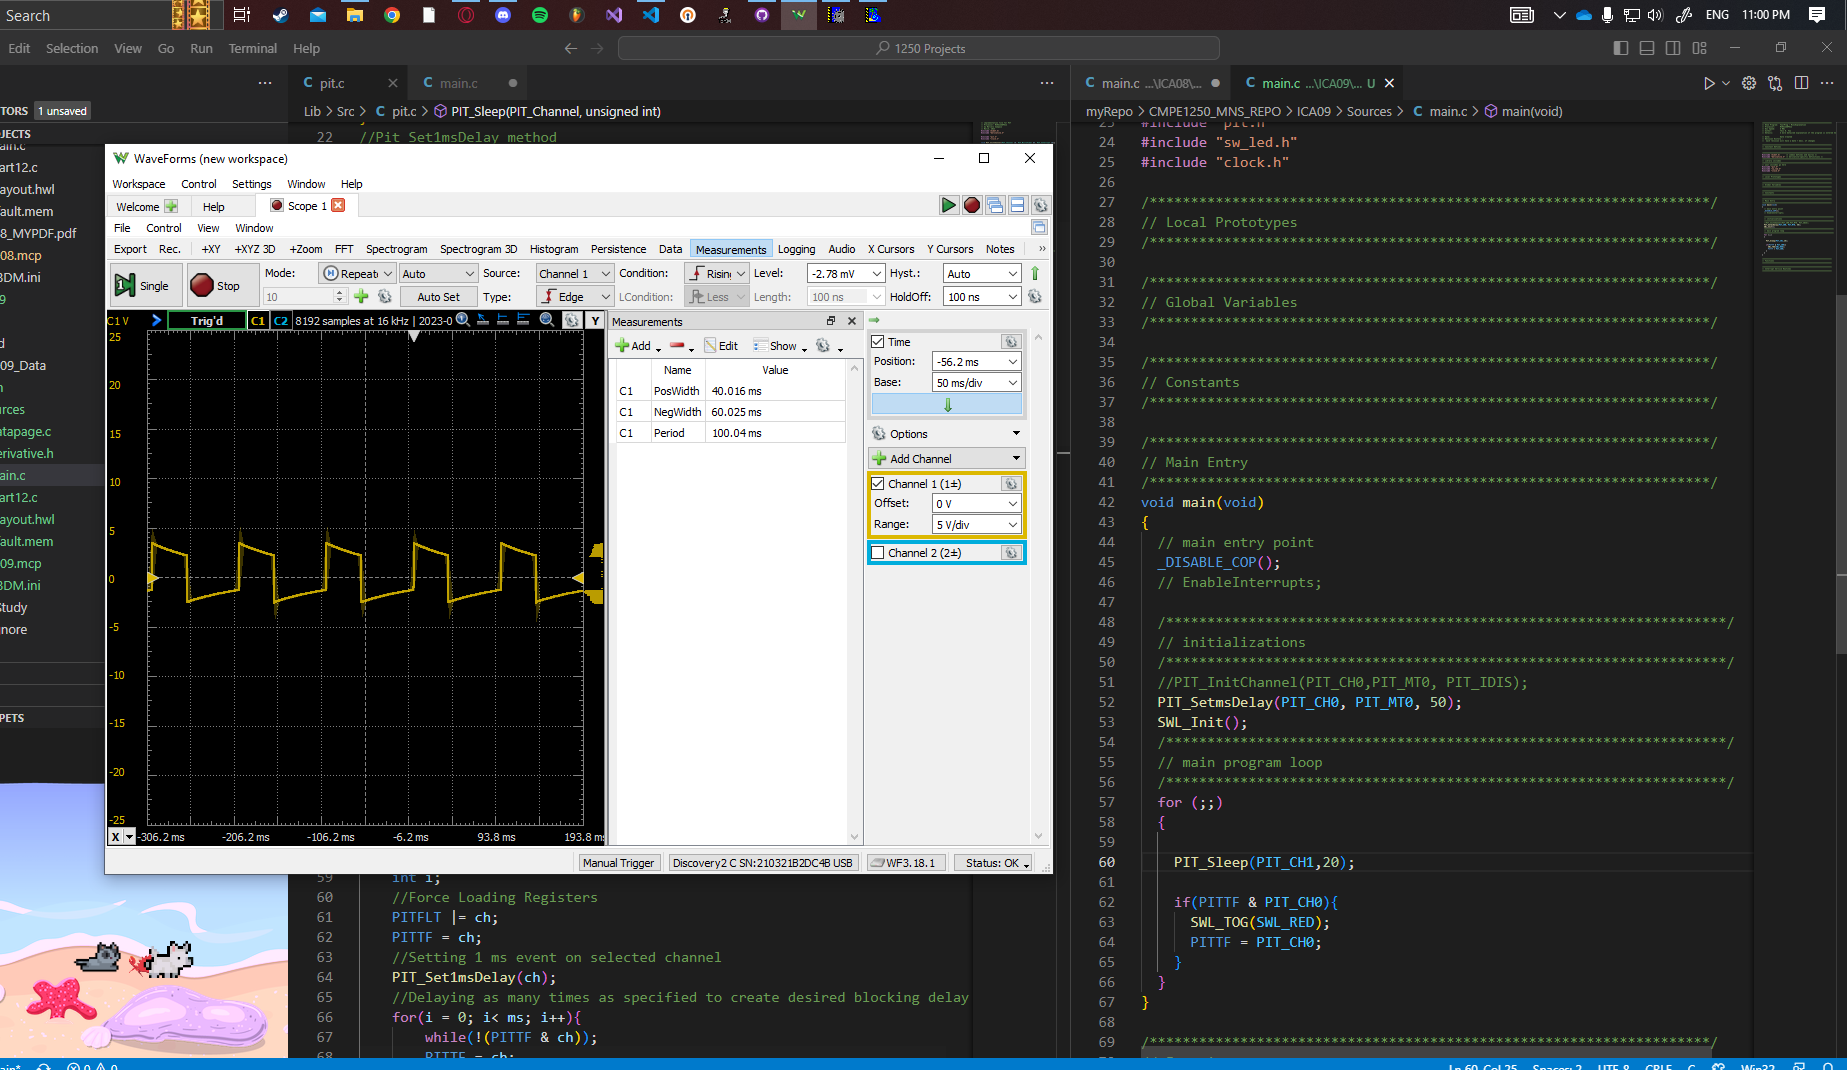 Search
ENG 11:00 PM
Edit Selection View Go Run Terminal Help
1250 Projects
TORS 1 unsaved
art12.c
ayout.hwl
fault.mem
8_MYPDF.pdf
08.mcp
BDM.ini
9
d
09_Data
n
rces
atapage.c
erivative.h
ain.c
art12.c
ayout.hwl
fault.mem
09.mcp
BDM.ini
Study
nore
PETS
pit.c
main.c
Lib > Src > C pit.c > PIT_Sleep(PIT_Channel, unsigned int)
22 //Pit Set1msDelay method
WaveForms (new workspace)
Workspace Control Settings Window Help
Welcome Help Scope 1
File Control View Window
Export Rec. +XY +XYZ 3D +Zoom FFT Spectrogram Spectrogram 3D Histogram Persistence Data Measurements Logging Audio X Cursors Y Cursors Notes »
Single Stop
Mode: Repeat Auto Source: Channel 1 Condition: Rising Level: -2.78 mV Hyst.: Auto
10 Auto Set Type: Edge LCondition: Less Length: 100 ns HoldOff: 100 ns
C1 V Trig'd C1 C2 8192 samples at 16 kHz | 2023-0 Y
25
20
15
10
5
0
-5
-10
-15
-20
-25
X -306.2 ms -206.2 ms -106.2 ms -6.2 ms 93.8 ms 193.8 ms
Measurements
Add Edit Show
Name Value
C1 PosWidth 40.016 ms
C1 NegWidth 60.025 ms
C1 Period 100.04 ms
Time
Position: -56.2 ms
Base: 50 ms/div
Options
Add Channel
Channel 1 (1±)
Offset: 0 V
Range: 5 V/div
Channel 2 (2±)
Manual Trigger Discovery2 C SN:210321B2DC4B USB WF3.18.1 Status: OK
59 int i;
60 //Force Loading Registers
61 PITFLT |= ch;
62 PITTF = ch;
63 //Setting 1 ms event on selected channel
64 PIT_Set1msDelay(ch);
65 //Delaying as many times as specified to create desired blocking delay
66 for(i = 0; i< ms; i++){
67 while(!(PITTF & ch));
68 PITTF = ch;
main.c ...\ICA08\...
main.c ...\ICA09\... U
myRepo > CMPE1250_MNS_REPO > ICA09 > Sources > C main.c > main(void)
23 #include "pit.h"
24 #include "sw_led.h"
25 #include "clock.h"
26
27 /********************************************************************/
28 // Local Prototypes
29 /********************************************************************/
30
31 /********************************************************************/
32 // Global Variables
33 /********************************************************************/
34
35 /********************************************************************/
36 // Constants
37 /********************************************************************/
38
39 /********************************************************************/
40 // Main Entry
41 /********************************************************************/
42 void main(void)
43 {
44 // main entry point
45 _DISABLE_COP();
46 // EnableInterrupts;
47
48 /********************************************************************/
49 // initializations
50 /********************************************************************/
51 //PIT_InitChannel(PIT_CH0,PIT_MT0, PIT_IDIS);
52 PIT_SetmsDelay(PIT_CH0, PIT_MT0, 50);
53 SWL_Init();
54 /********************************************************************/
55 // main program loop
56 /********************************************************************/
57 for (;;)
58 {
59
60 PIT_Sleep(PIT_CH1,20);
61
62 if(PITTF & PIT_CH0){
63 SWL_TOG(SWL_RED);
64 PITTF = PIT_CH0;
65 }
66 }
67 }
68
69 /********************************************************************/
Ln 60, Col 25 Spaces: 2 UTF-8 CRLF C Win32